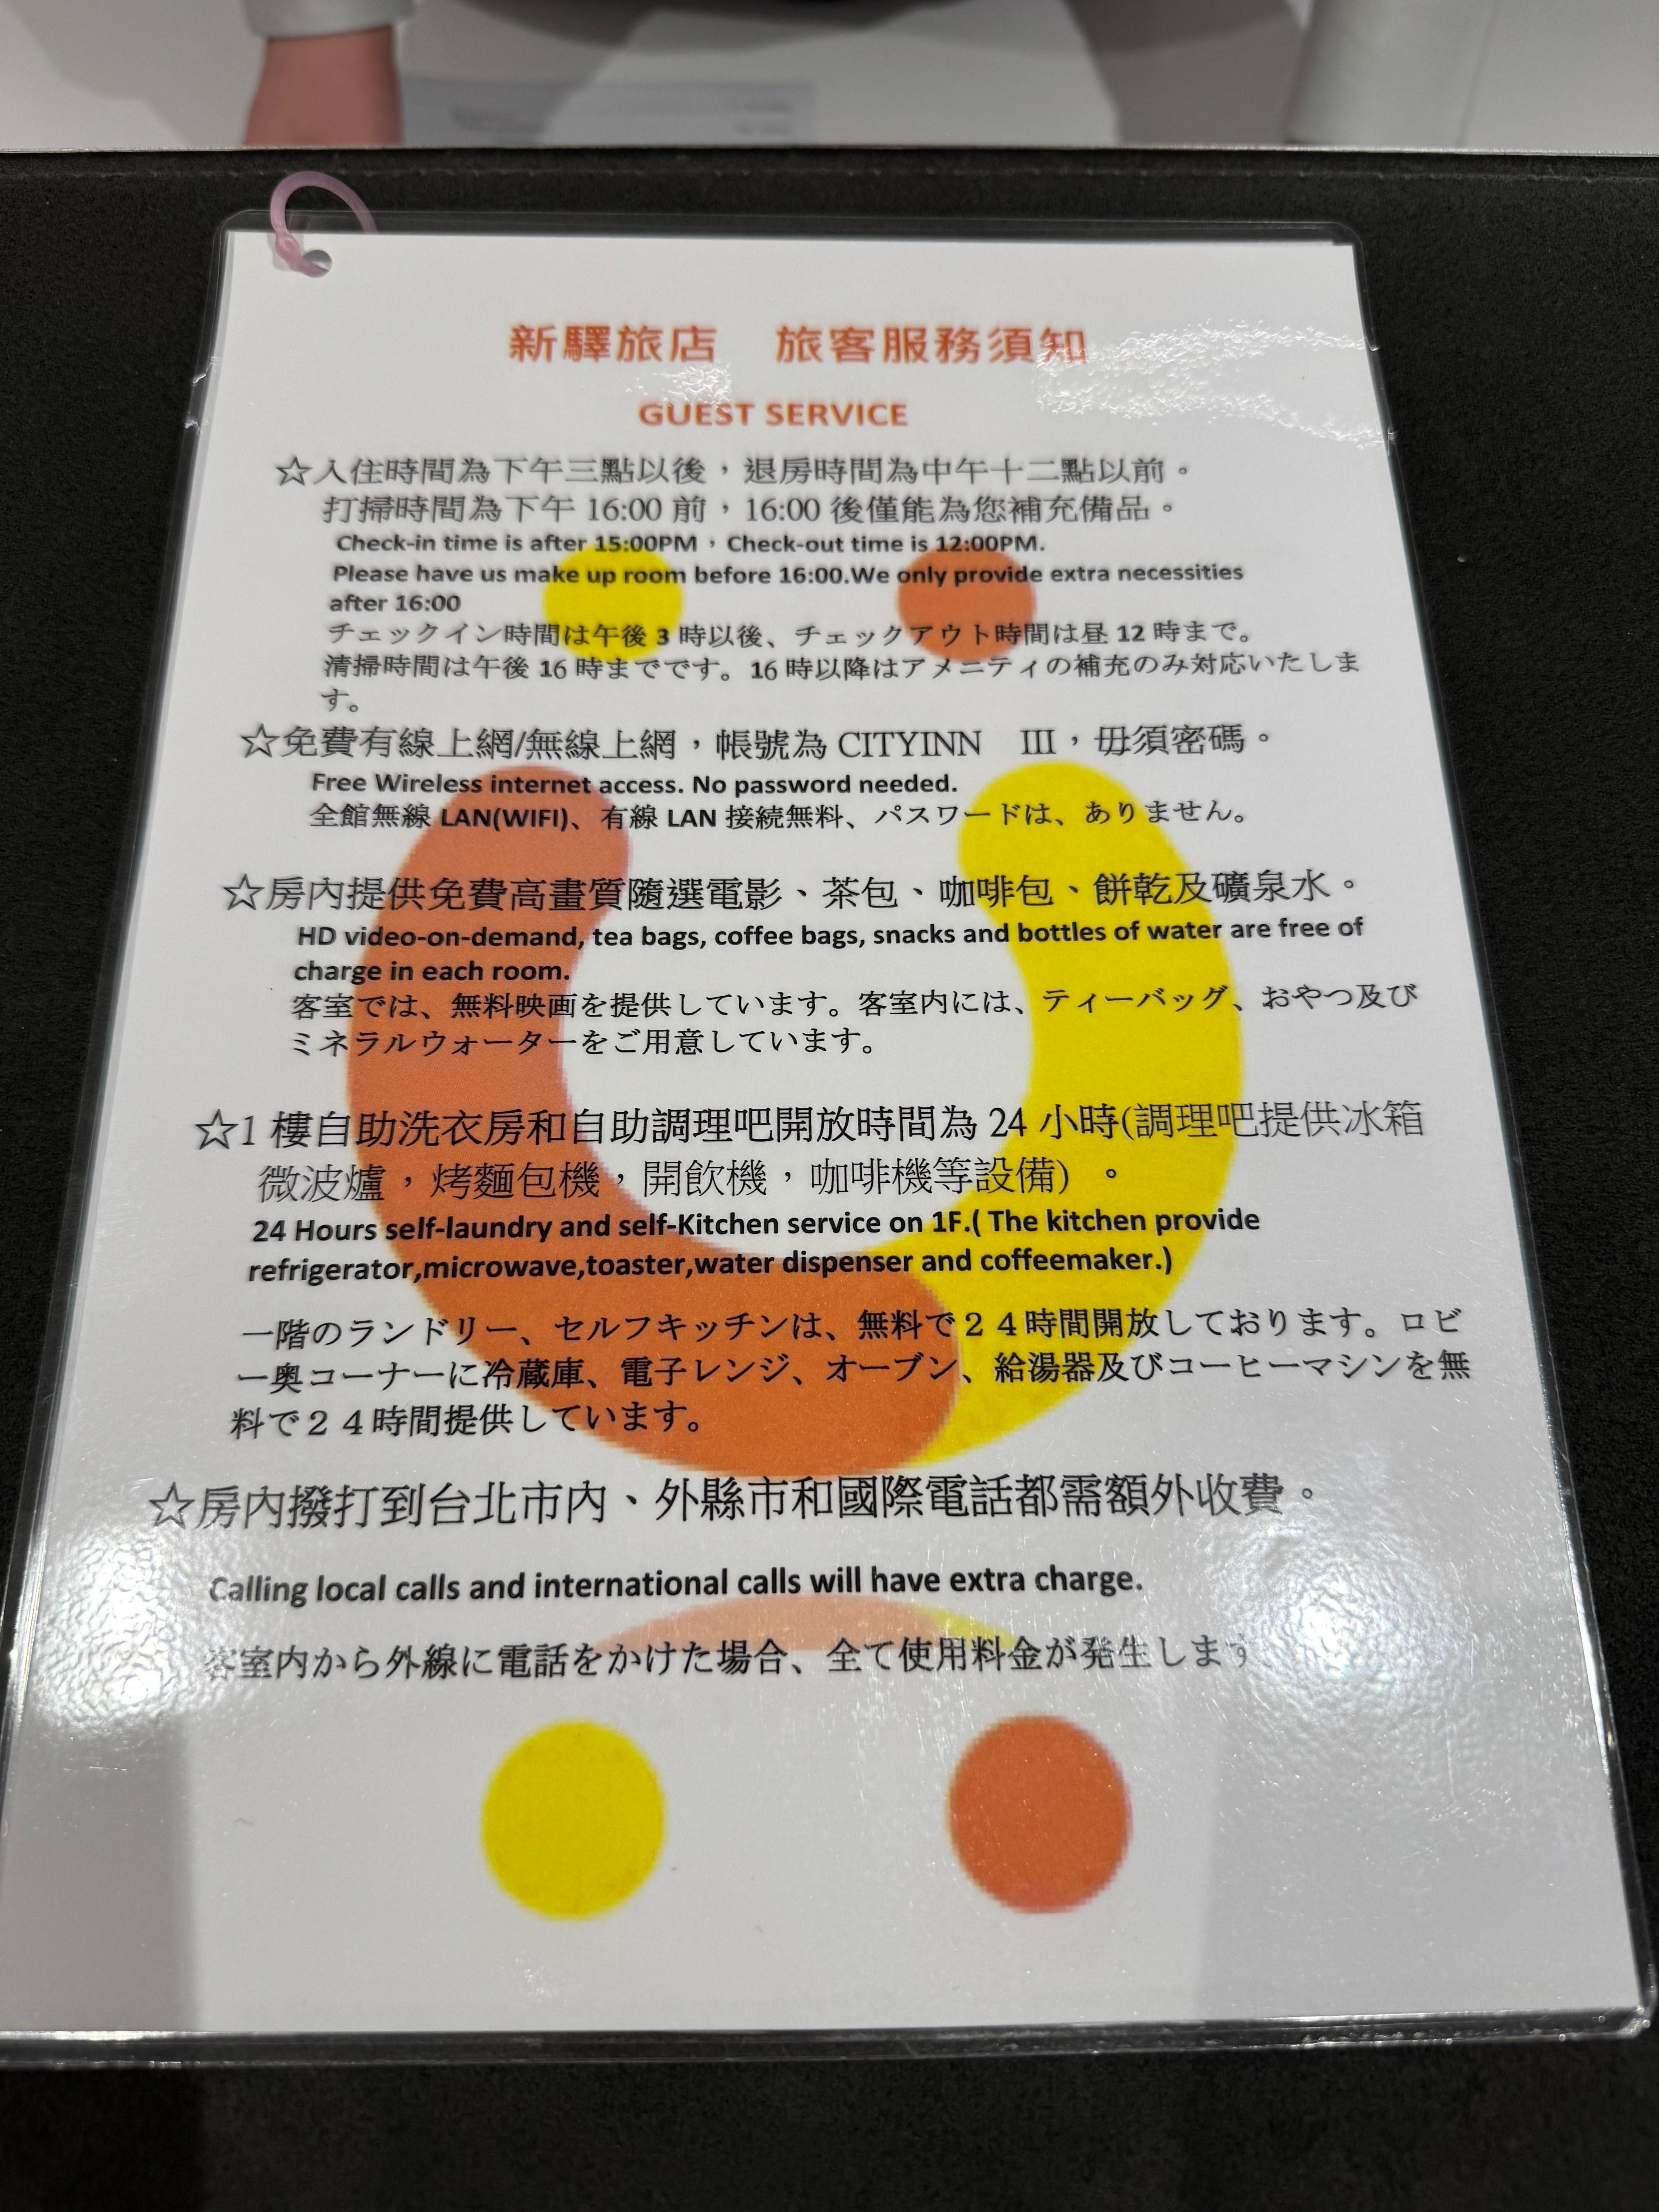 新驛旅店　旅客服務須知
GUEST SERVICE
☆入住時間為下午三點以後，退房時間為中午十二點以前。
打掃時間為下午 16:00 前，16:00 後僅能為您補充備品。
Check-in time is after 15:00PM，Check-out time is 12:00PM.
Please have us make up room before 16:00.We only provide extra necessities
after 16:00
チェックイン時間は午後 3 時以後、チェックアウト時間は昼 12 時まで。
清掃時間は午後 16 時までです。16 時以降はアメニティの補充のみ対応いたしま
す。
☆免費有線上網/無線上網，帳號為 CITYINN　III，毋須密碼。
Free Wireless internet access. No password needed.
全館無線 LAN(WIFI)、有線 LAN 接続無料、パスワードは、ありません。
☆房內提供免費高畫質隨選電影、茶包、咖啡包、餅乾及礦泉水。
HD video-on-demand, tea bags, coffee bags, snacks and bottles of water are free of
charge in each room.
客室では、無料映画を提供しています。客室内には、ティーバッグ、おやつ及び
ミネラルウォーターをご用意しています。
☆1 樓自助洗衣房和自助調理吧開放時間為 24 小時(調理吧提供冰箱
微波爐，烤麵包機，開飲機，咖啡機等設備) 。
24 Hours self-laundry and self-Kitchen service on 1F.( The kitchen provide
refrigerator,microwave,toaster,water dispenser and coffeemaker.)
一階のランドリー、セルフキッチンは、無料で２４時間開放しております。ロビ
ー奥コーナーに冷蔵庫、電子レンジ、オーブン、給湯器及びコーヒーマシンを無
料で２４時間提供しています。
☆房內撥打到台北市內、外縣市和國際電話都需額外收費。
Calling local calls and international calls will have extra charge.
客室内から外線に電話をかけた場合、全て使用料金が発生します